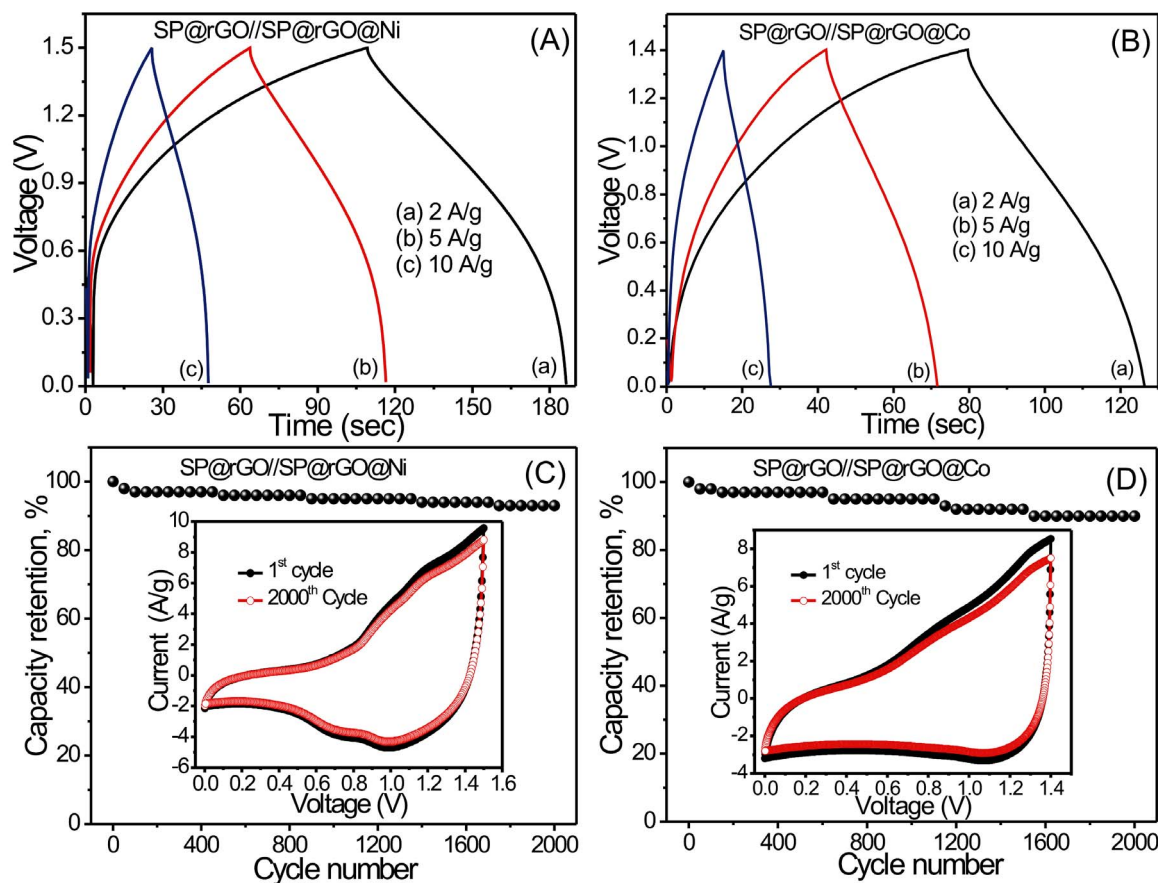 SP@rGO//SP@rGO@Ni
(A)
1.5
1.2
0.9
0.6
0.3
0.0
Voltage (V)
(a) 2 A/g
(b) 5 A/g
(c) 10 A/g
(c)
(b)
(a)
0 30 60 90 120 150 180
Time (sec)
SP@rGO//SP@rGO@Co
(B)
1.4
1.2
1.0
0.8
0.6
0.4
0.2
0.0
Voltage (V)
(a) 2 A/g
(b) 5 A/g
(c) 10 A/g
(c)
(b)
(a)
0 20 40 60 80 100 120
Time (sec)
SP@rGO//SP@rGO@Ni
(C)
100
80
60
40
20
0
Capacity retention, %
10
8
6
4
2
0
-2
-4
-6
Current (A/g)
1st cycle
2000th Cycle
0.0 0.2 0.4 0.6 0.8 1.0 1.2 1.4 1.6
Voltage (V)
0 400 800 1200 1600 2000
Cycle number
SP@rGO//SP@rGO@Co
(D)
100
80
60
40
20
0
Capacity retention, %
8
6
4
2
0
-2
-4
Current (A/g)
1st cycle
2000th Cycle
0.0 0.2 0.4 0.6 0.8 1.0 1.2 1.4
Voltage (V)
0 400 800 1200 1600 2000
Cycle number